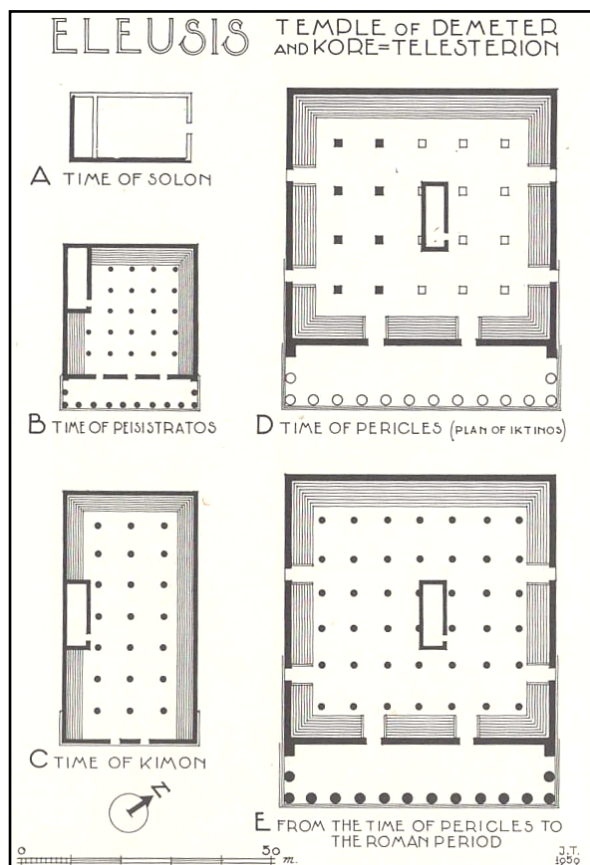 ELEUSIS TEMPLE OF DEMETER
AND KORE=TELESTERION
A TIME OF SOLON
B TIME OF PEISISTRATOS
D TIME OF PERICLES (PLAN OF IKTINOS)
C TIME OF KIMON
N
E FROM THE TIME OF PERICLES TO
THE ROMAN PERIOD
0 50
m.
J.T.
1959